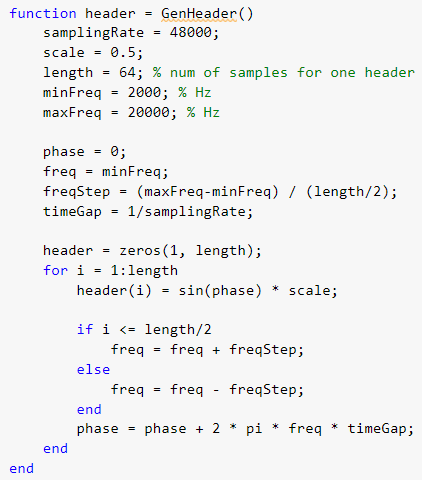 function header = GenHeader()
    samplingRate = 48000;
    scale = 0.5;
    length = 64; % num of samples for one header
    minFreq = 2000; % Hz
    maxFreq = 20000; % Hz

    phase = 0;
    freq = minFreq;
    freqStep = (maxFreq-minFreq) / (length/2);
    timeGap = 1/samplingRate;

    header = zeros(1, length);
    for i = 1:length
        header(i) = sin(phase) * scale;

        if i <= length/2
            freq = freq + freqStep;
        else
            freq = freq - freqStep;
        end
        phase = phase + 2 * pi * freq * timeGap;
    end
end